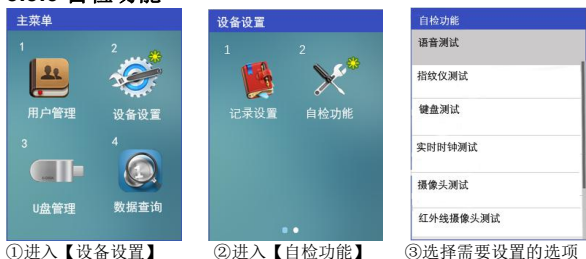 主菜单
1
2
用户管理
设备设置
3
4
U盘管理
数据查询
设备设置
1
2
记录设置
自检功能
自检功能
语音测试
指纹仪测试
键盘测试
实时时钟测试
摄像头测试
红外线摄像头测试
①进入【设备设置】
②进入【自检功能】
③选择需要设置的选项